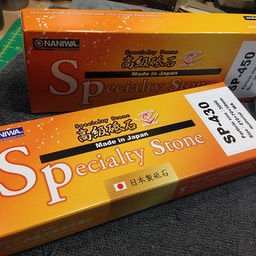 NANIWA
Specialty Stone
高級砥石
Made in Japan
Specialty Stone
SP-450
NANIWA
Specialty Stone
高級砥石
Made in Japan
Specialty Stone
SP-430
日本製砥石